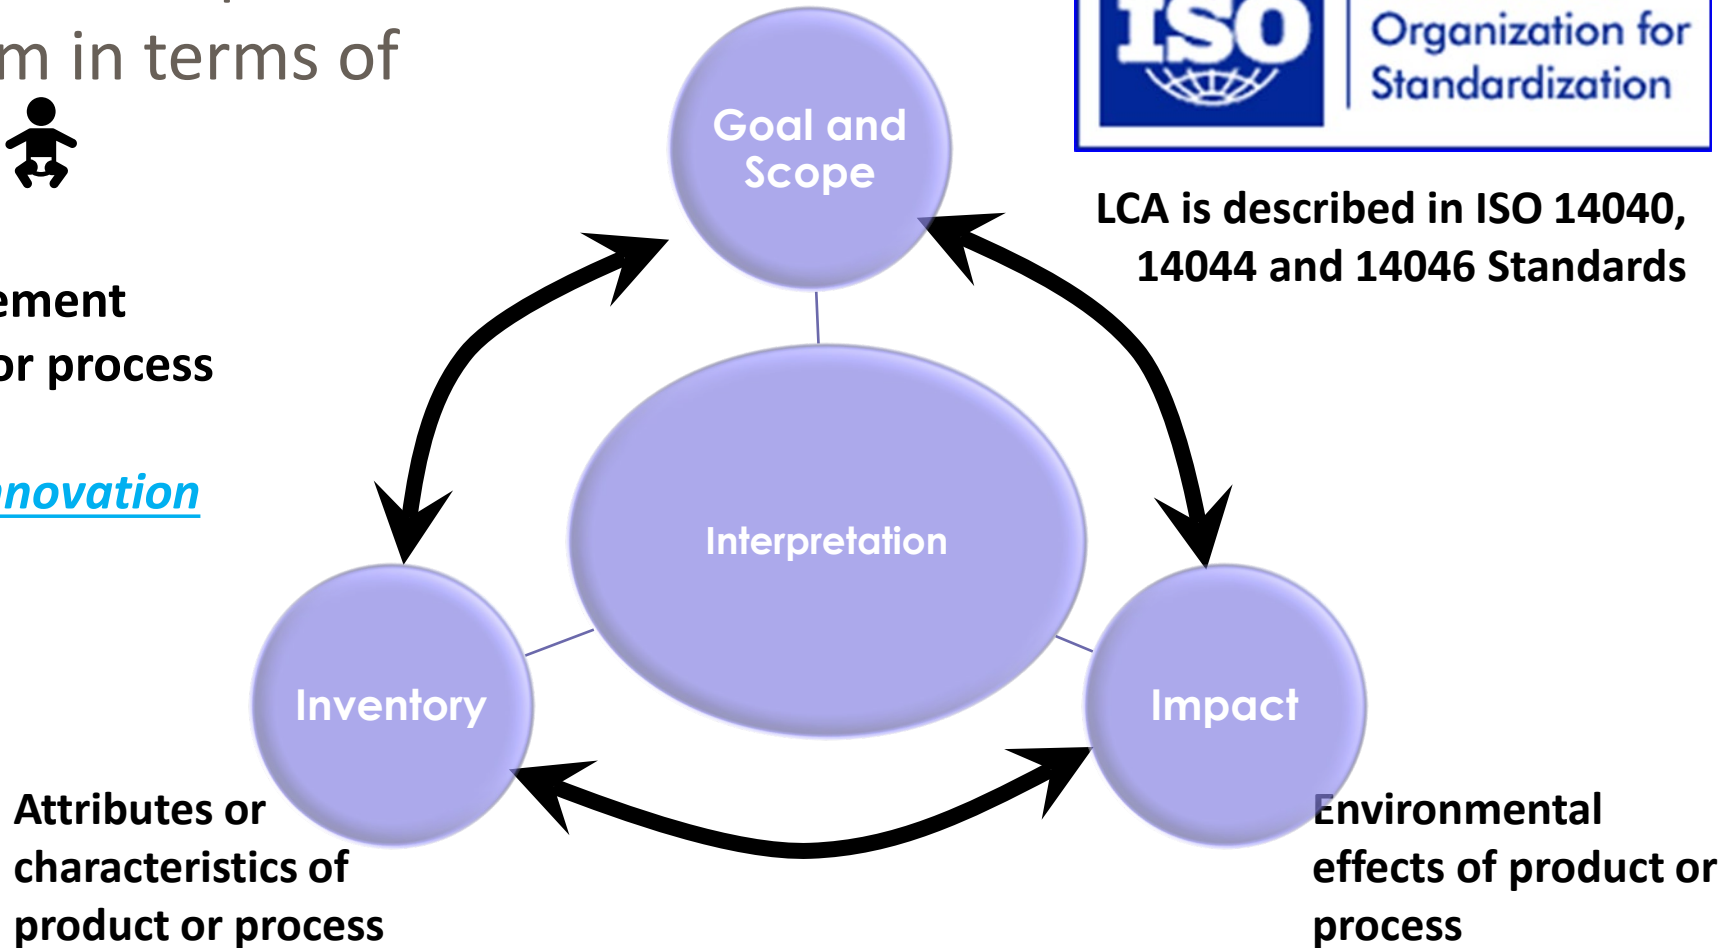 m in terms of
ISO
Organization for
Standardization
Goal and
Scope
LCA is described in ISO 14040,
14044 and 14046 Standards
ement
or process
nnovation
Interpretation
Inventory
Impact
Attributes or
characteristics of
product or process
Environmental
effects of product or
process